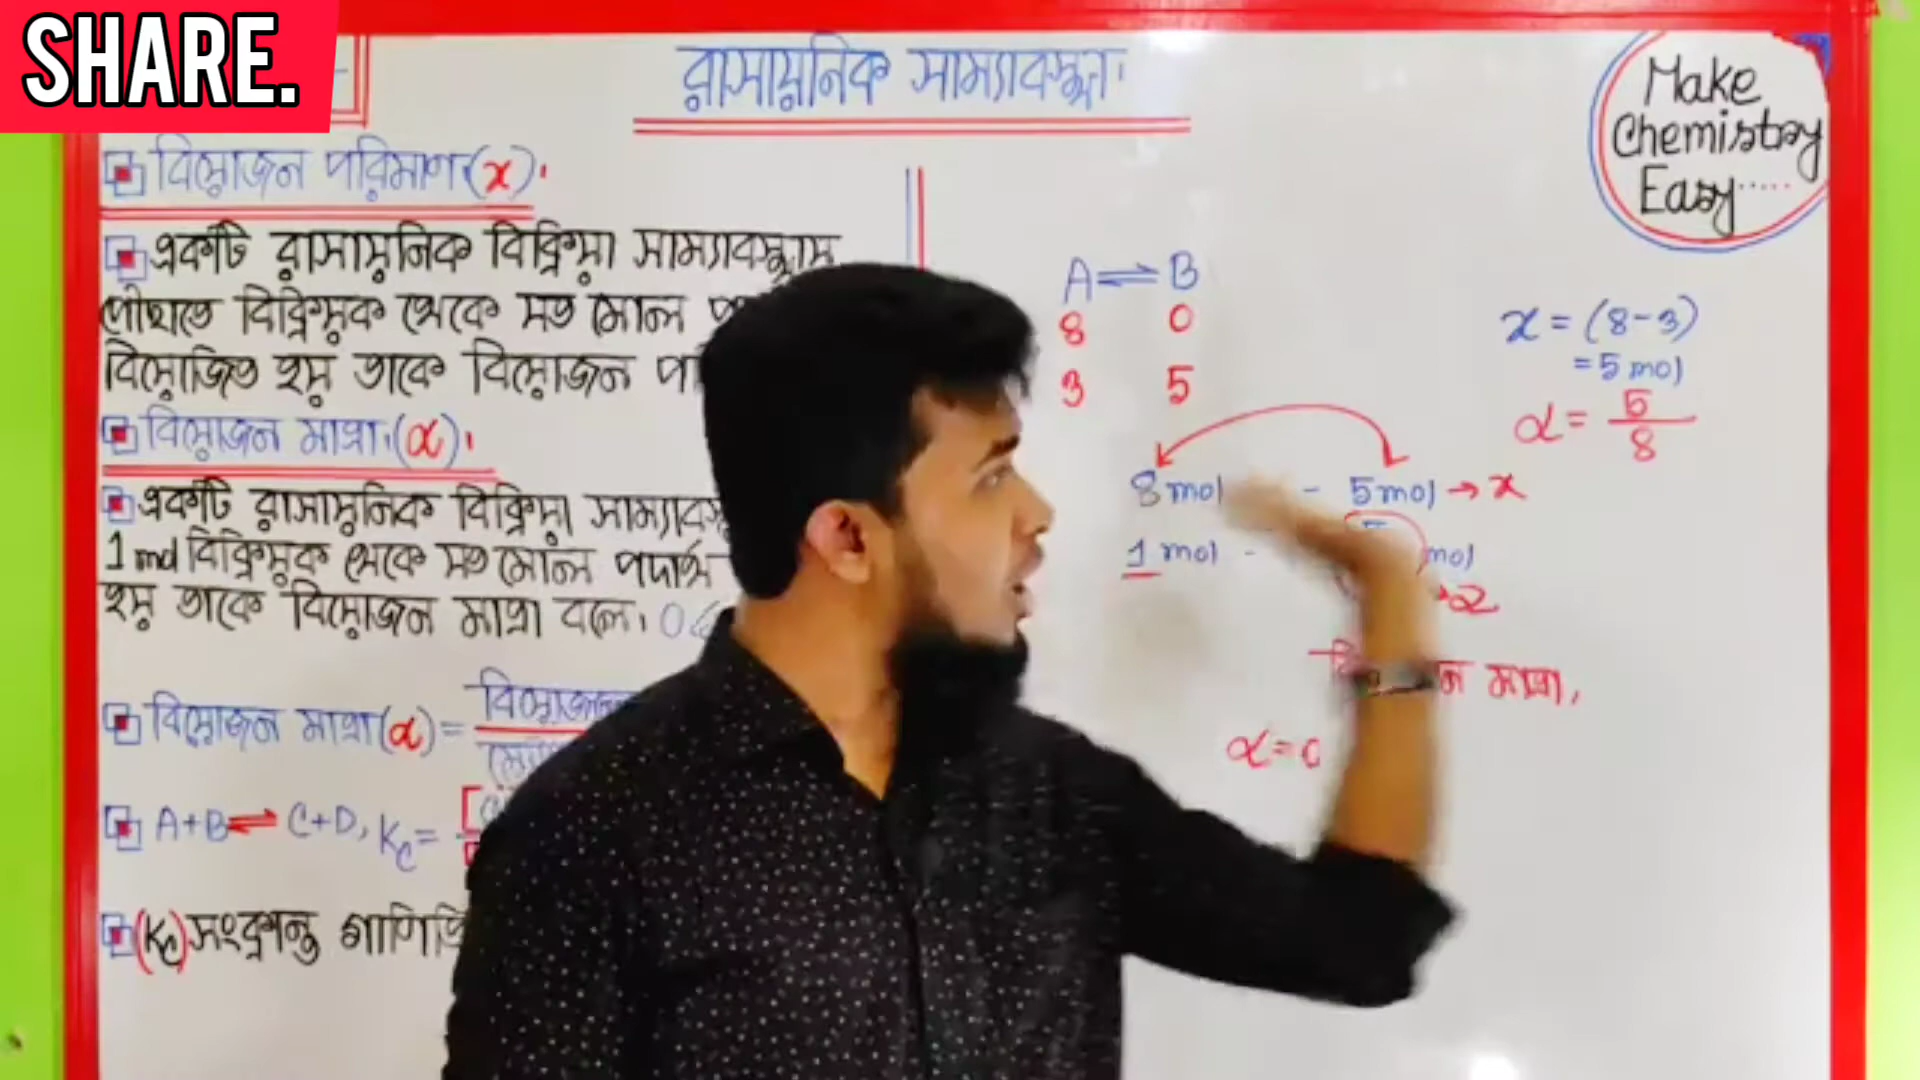 SHARE.
রাসায়নিক সাম্যাবস্থা।
Make
Chemistry
Easy.....
বিয়োজন পরিমাণ (x)।
একটি রাসায়নিক বিক্রিয়া সাম্যাবস্থায়
পৌঁছাতে বিক্রিয়ক থেকে যত মোল
বিয়োজিত হয় তাকে বিয়োজন
বিয়োজন মাত্রা (α)।
একটি রাসায়নিক বিক্রিয়া
1 mol বিক্রিয়ক থেকে যত মোল পদার্থ
হয় তাকে বিয়োজন মাত্রা বলে।
বিয়োজন মাত্রা (α) =
A+B⇌ C+D, Kc =
(Kc) সংক্রান্ত
A ⇌ B
8 0
3 5
8 mol - 5 mol → x
1 mol - mol
→α
মাত্রা,
α=0
x = (8-3)
= 5 mol
α = 5/8